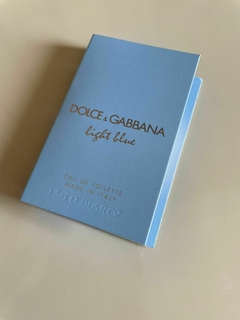 DOLCE & GABBANA
light blue
EAU DE TOILETTE
MADE IN ITALY